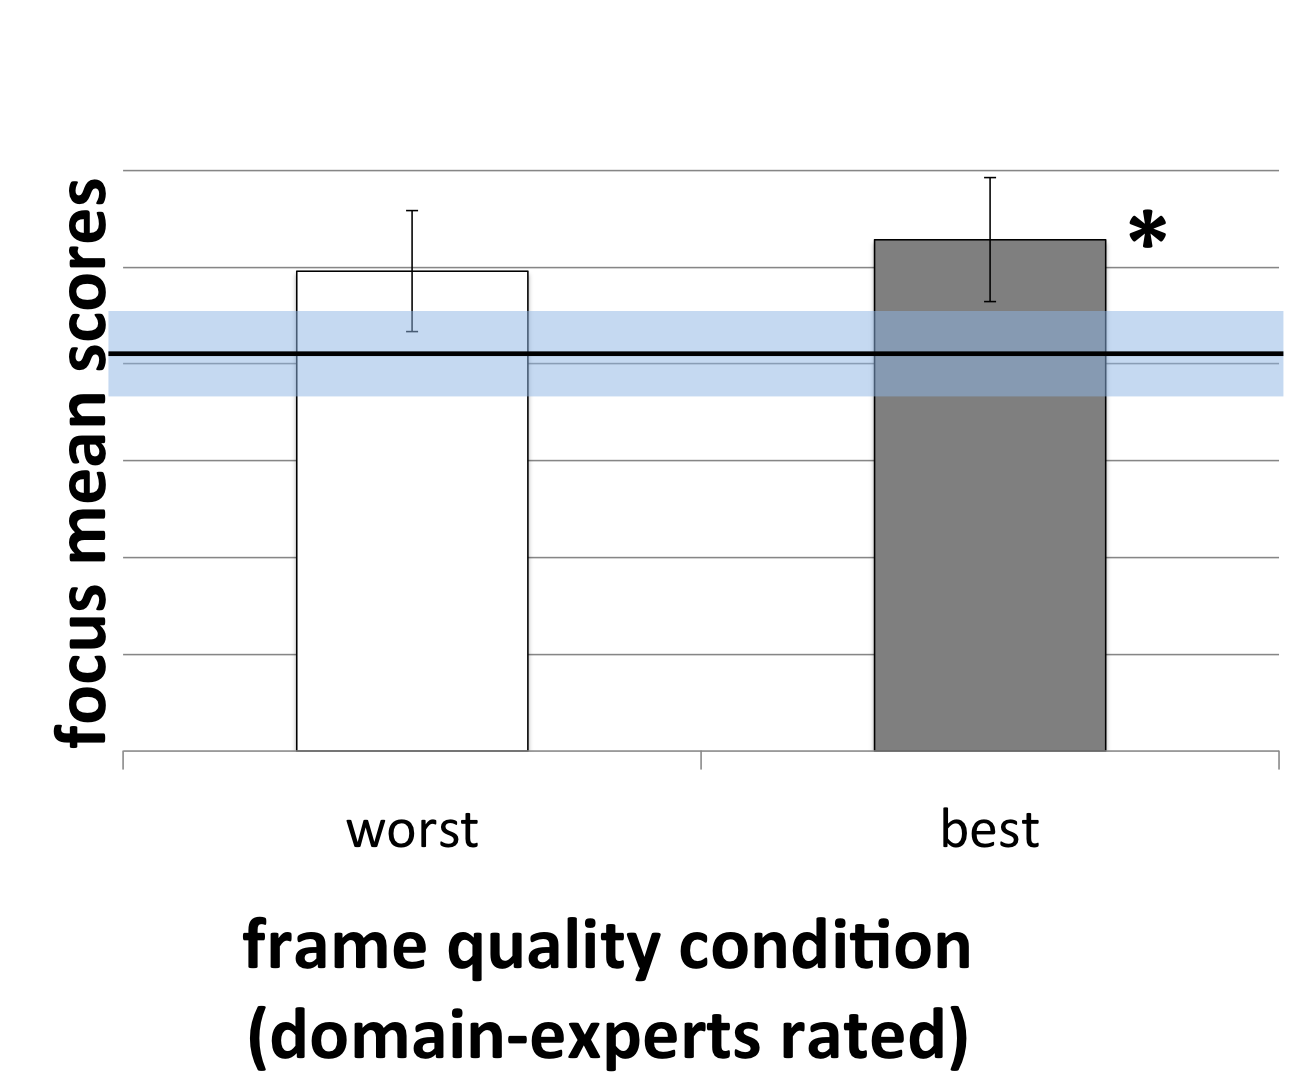 focus mean scores
*
worst
best
frame quality condition
(domain-experts rated)